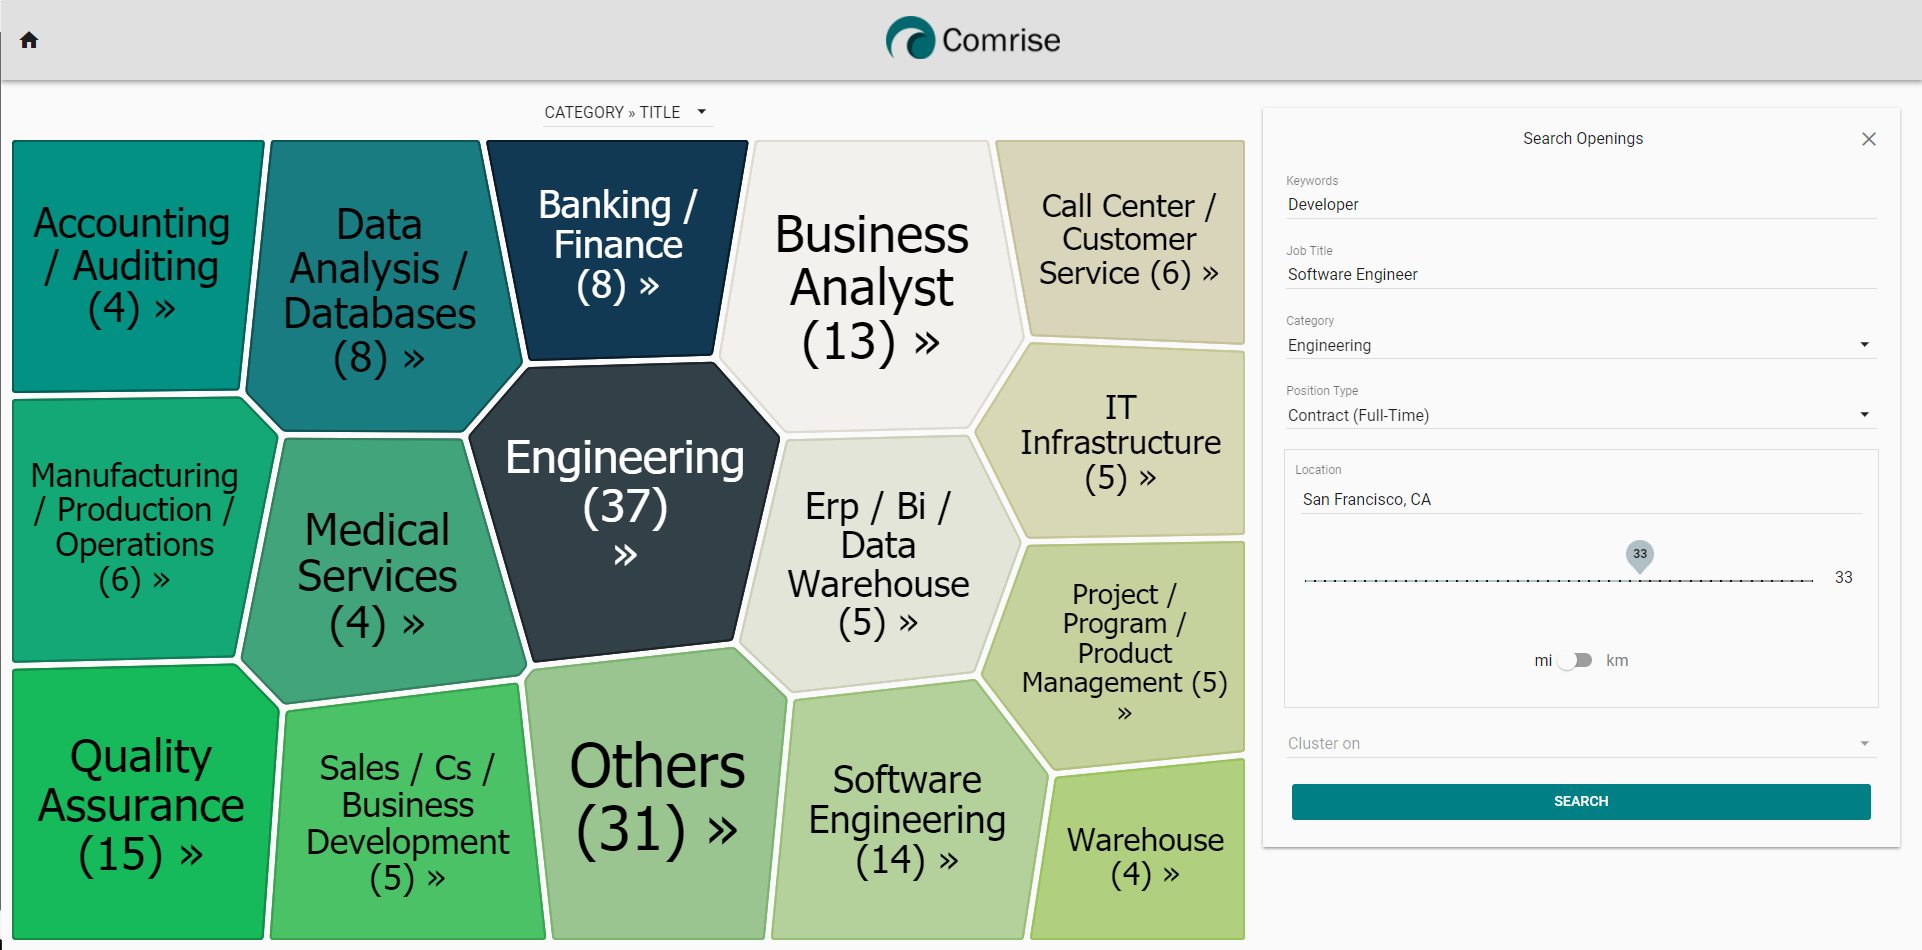 Comrise
CATEGORY » TITLE
Accounting
/ Auditing
(4) »
Data
Analysis /
Databases
(8) »
Banking /
Finance
(8) »
Business
Analyst
(13) »
Call Center /
Customer
Service (6) »
Manufacturing
/ Production /
Operations
(6) »
Medical
Services
(4) »
Engineering
(37)
»
Erp / Bi /
Data
Warehouse
(5) »
IT
Infrastructure
(5) »
Project /
Program /
Product
Management (5)
»
Quality
Assurance
(15) »
Sales / Cs /
Business
Development
(5) »
Others
(31) »
Software
Engineering
(14) »
Warehouse
(4) »
Search Openings
Keywords
Developer
Job Title
Software Engineer
Category
Engineering
Position Type
Contract (Full-Time)
Location
San Francisco, CA
33
33
mi km
Cluster on
SEARCH